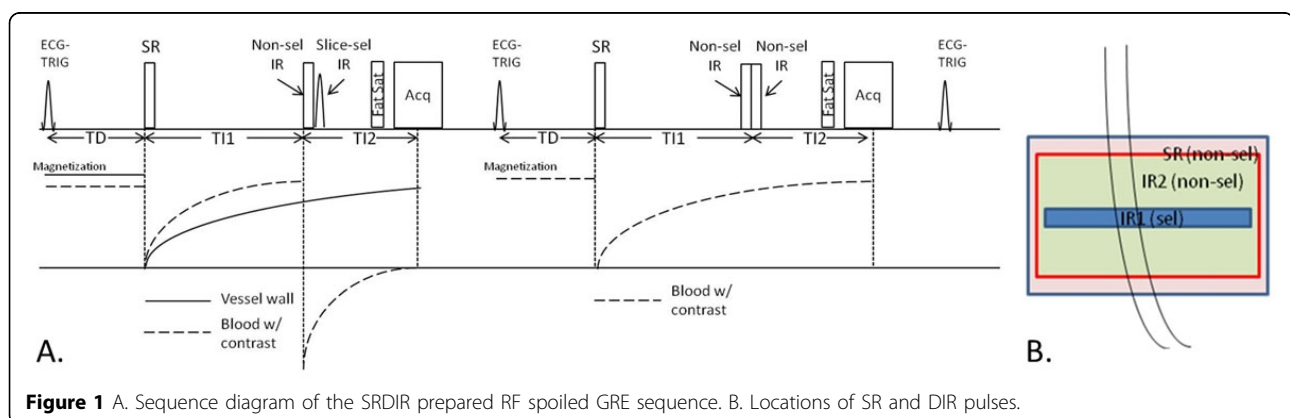 ECG-
TRIG
SR
Non-sel
IR
Slice-sel
IR
Fat Sat
Acq
ECG-
TRIG
SR
Non-sel
IR
Non-sel
IR
Fat Sat
Acq
ECG-
TRIG
TD
TI1
TI2
TD
TI1
TI2
Magnetization
Magnetization
Vessel wall
Blood w/
contrast
Blood w/
contrast
A.
SR (non-sel)
IR2 (non-sel)
IR1 (sel)
B.
Figure 1 A. Sequence diagram of the SRDIR prepared RF spoiled GRE sequence. B. Locations of SR and DIR pulses.